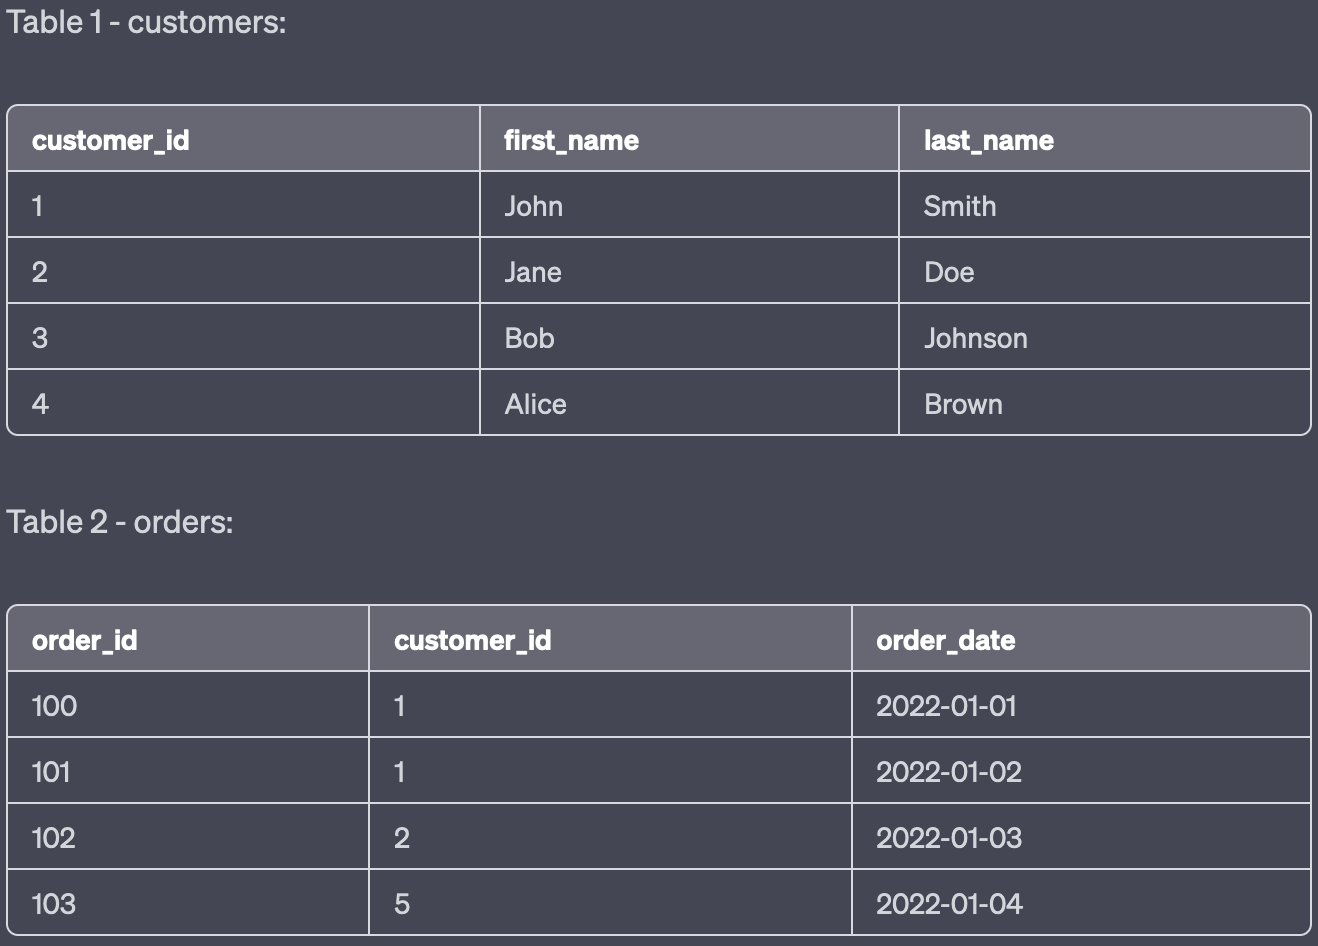 Table 1 - customers:
customer_id first_name last_name
1 John Smith
2 Jane Doe
3 Bob Johnson
4 Alice Brown
Table 2 - orders:
order_id customer_id order_date
100 1 2022-01-01
101 1 2022-01-02
102 2 2022-01-03
103 5 2022-01-04